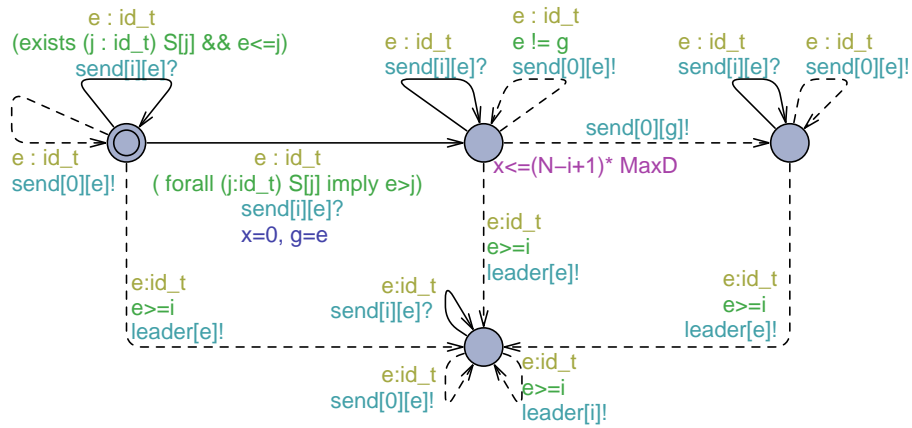 e : id_t
(exists (j : id_t) S[j] && e<=j)
send[i][e]?
e : id_t
send[0][e]!
e : id_t
( forall (j:id_t) S[j] imply e>j)
send[i][e]?
x=0, g=e
e : id_t
send[i][e]?
e : id_t
e != g
send[0][e]!
x<=(N−i+1)* MaxD
send[0][g]!
e : id_t
send[i][e]?
e : id_t
send[0][e]!
e:id_t
e>=i
leader[e]!
e:id_t
e>=i
leader[e]!
e:id_t
e>=i
leader[e]!
e:id_t
send[i][e]?
e:id_t
send[0][e]!
e:id_t
e>=i
leader[i]!